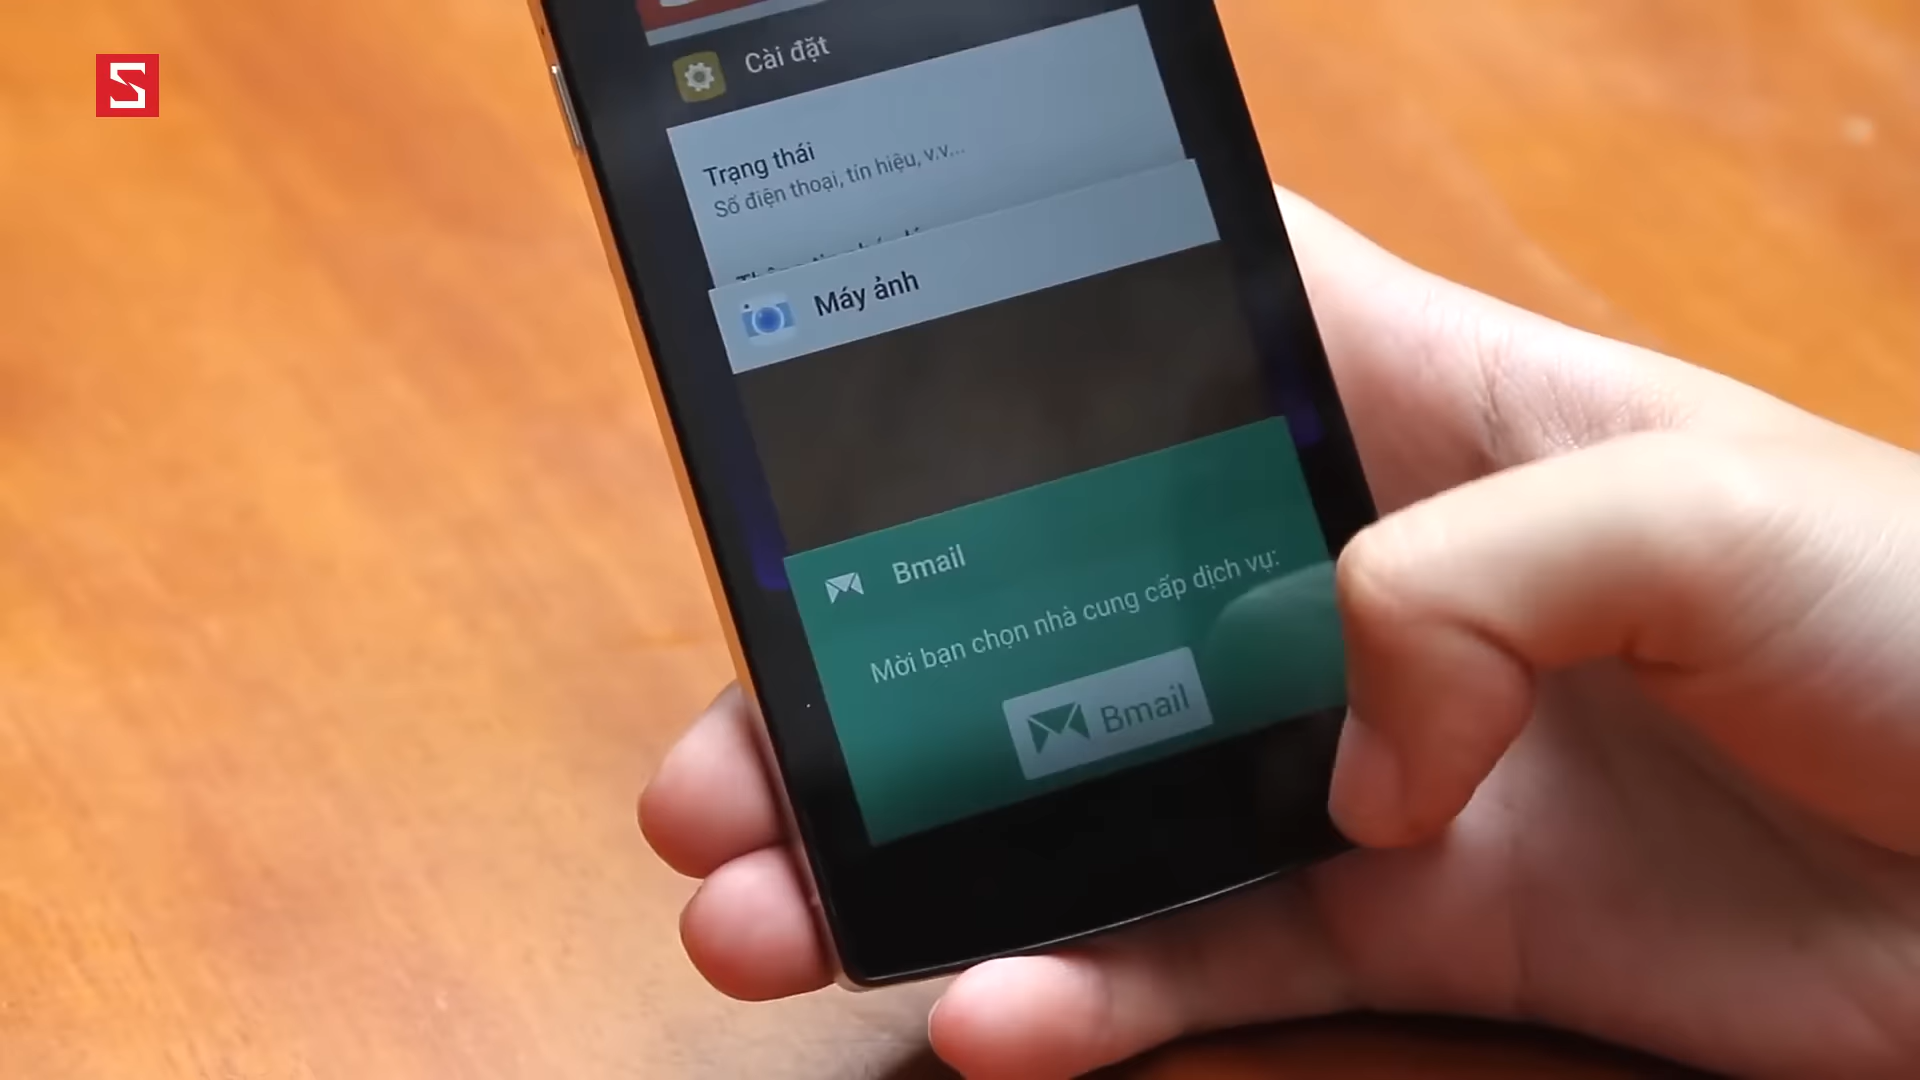 S
Cài đặt
Trạng thái
Số điện thoại, tín hiệu, v.v...
Máy ảnh
Bmail
Mời bạn chọn nhà cung cấp dịch vụ:
Bmail